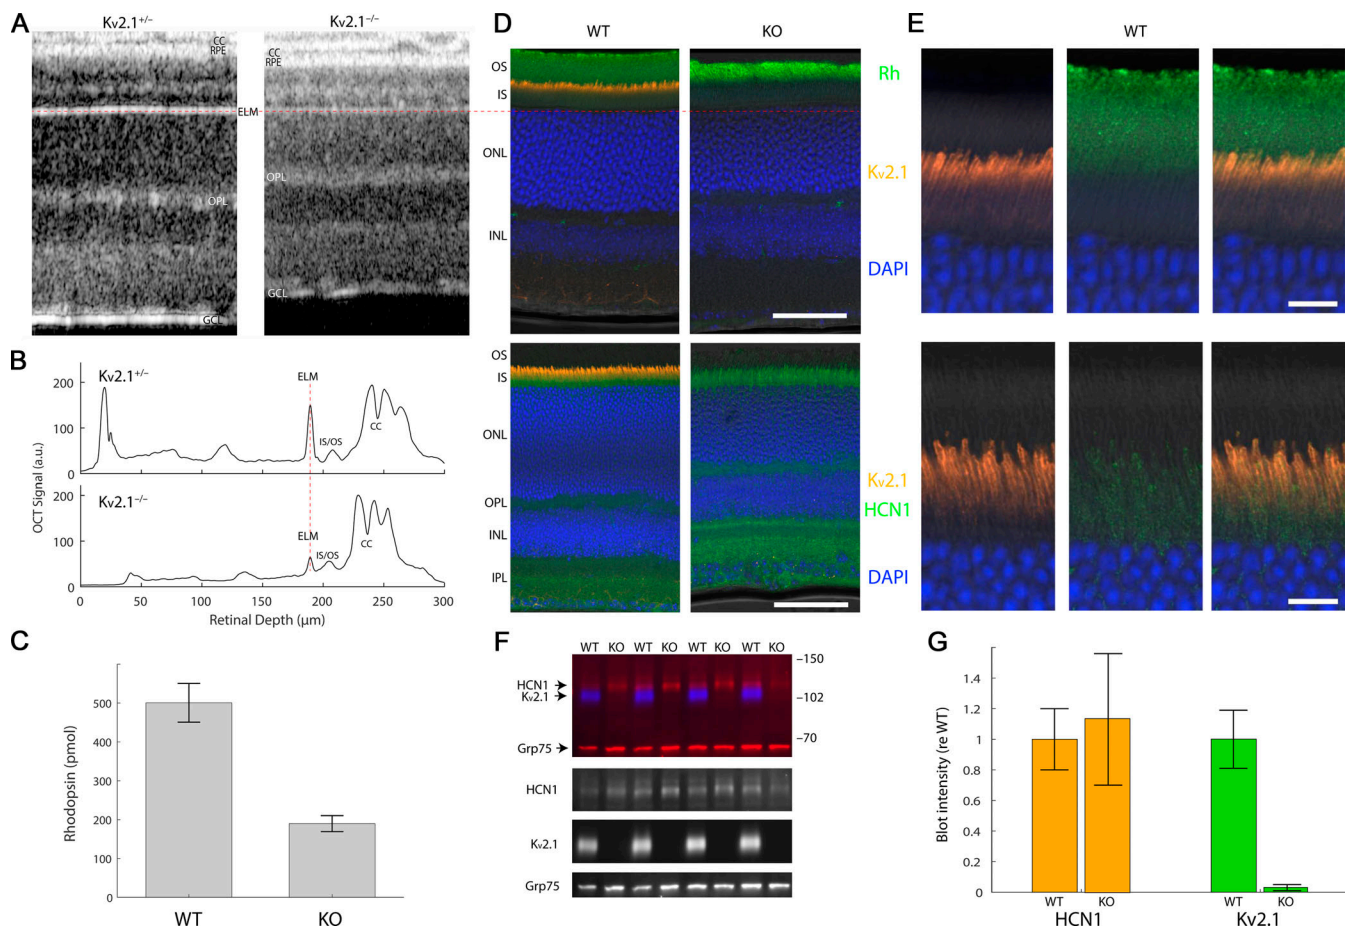 A
Kv2.1+/–
Kv2.1–/–
CC
RPE
CC
RPE
ELM
OPL
OPL
GCL
GCL
B
Kv2.1+/–
ELM
IS/OS
CC
200
100
0
Kv2.1–/–
ELM
IS/OS
CC
200
100
0
OCT Signal (a.u.)
0
50
100
150
200
250
300
Retinal Depth (μm)
C
Rhodopsin (pmol)
500
400
300
200
100
0
WT
KO
D
WT
KO
OS
IS
ONL
INL
OS
IS
ONL
OPL
INL
IPL
E
WT
Rh
Kv2.1
DAPI
Kv2.1
HCN1
DAPI
F
WT KO WT KO WT KO WT KO
HCN1
Kv2.1
Grp75
–150
–102
–70
HCN1
Kv2.1
Grp75
G
Blot intensity (re WT)
1.4
1.2
1
0.8
0.6
0.4
0.2
0
WT
KO
WT
KO
HCN1
Kv2.1